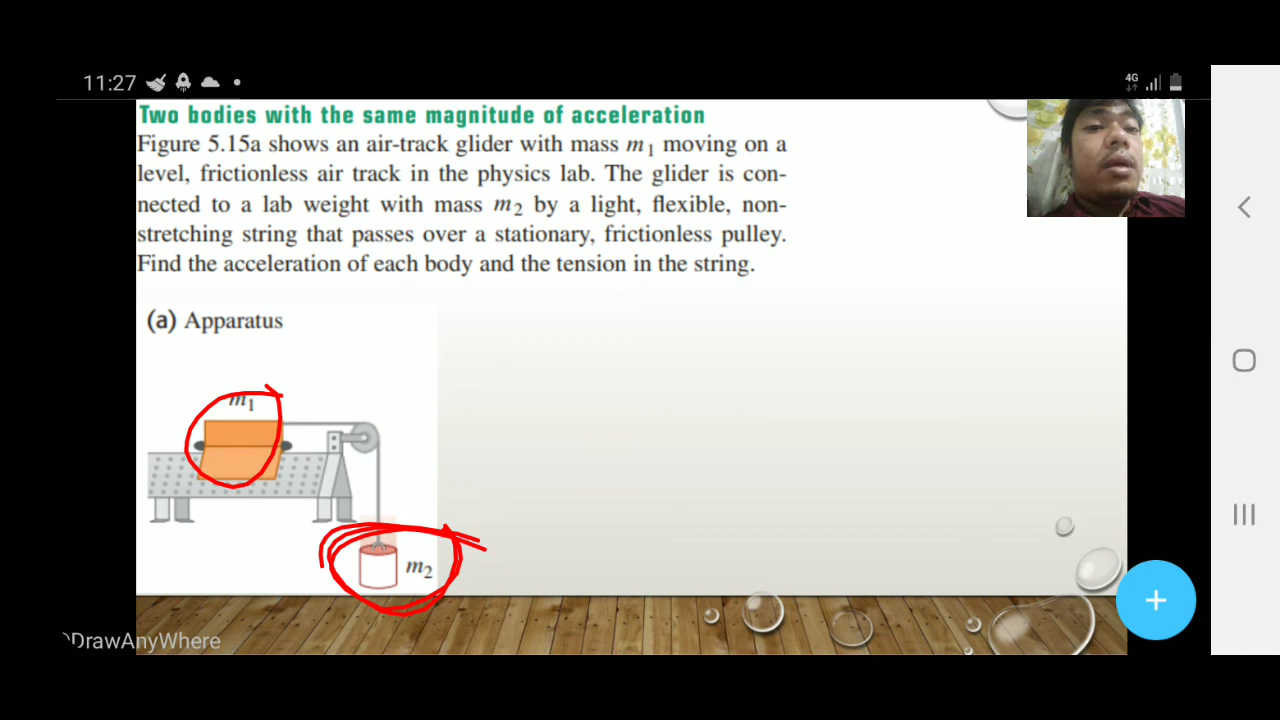 11:27
4G
Two bodies with the same magnitude of acceleration
Figure 5.15a shows an air-track glider with mass m₁ moving on a
level, frictionless air track in the physics lab. The glider is con-
nected to a lab weight with mass m₂ by a light, flexible, non-
stretching string that passes over a stationary, frictionless pulley.
Find the acceleration of each body and the tension in the string.
(a) Apparatus
m₁
m₂
DrawAnyWhere